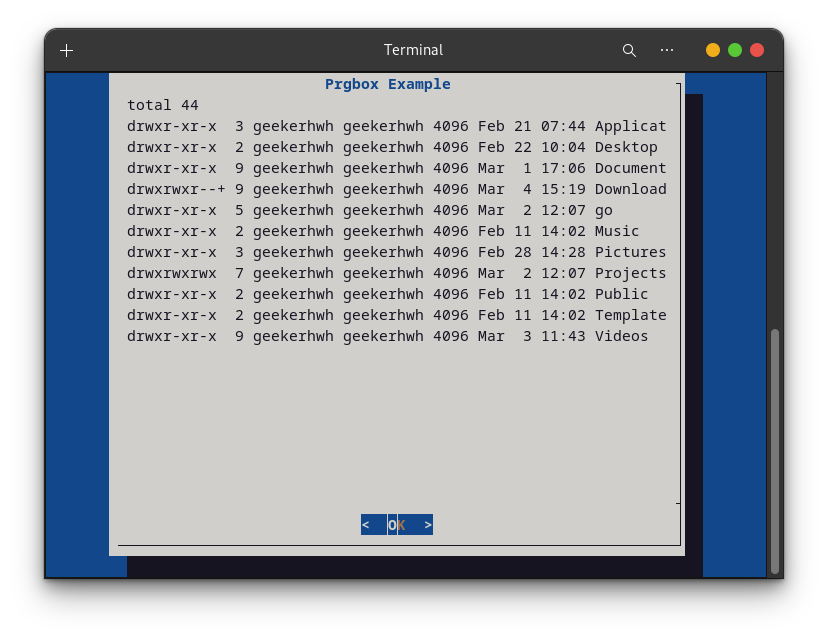 Terminal
Prgbox Example
total 44
drwxr-xr-x  3 geekerhwh geekerhwh 4096 Feb 21 07:44 Applicat
drwxr-xr-x  2 geekerhwh geekerhwh 4096 Feb 22 10:04 Desktop
drwxr-xr-x  9 geekerhwh geekerhwh 4096 Mar  1 17:06 Document
drwxrwxr--+ 9 geekerhwh geekerhwh 4096 Mar  4 15:19 Download
drwxr-xr-x  5 geekerhwh geekerhwh 4096 Mar  2 12:07 go
drwxr-xr-x  2 geekerhwh geekerhwh 4096 Feb 11 14:02 Music
drwxr-xr-x  3 geekerhwh geekerhwh 4096 Feb 28 14:28 Pictures
drwxrwxrwx  7 geekerhwh geekerhwh 4096 Mar  2 12:07 Projects
drwxr-xr-x  2 geekerhwh geekerhwh 4096 Feb 11 14:02 Public
drwxr-xr-x  2 geekerhwh geekerhwh 4096 Feb 11 14:02 Template
drwxr-xr-x  9 geekerhwh geekerhwh 4096 Mar  3 11:43 Videos
<  OK  >